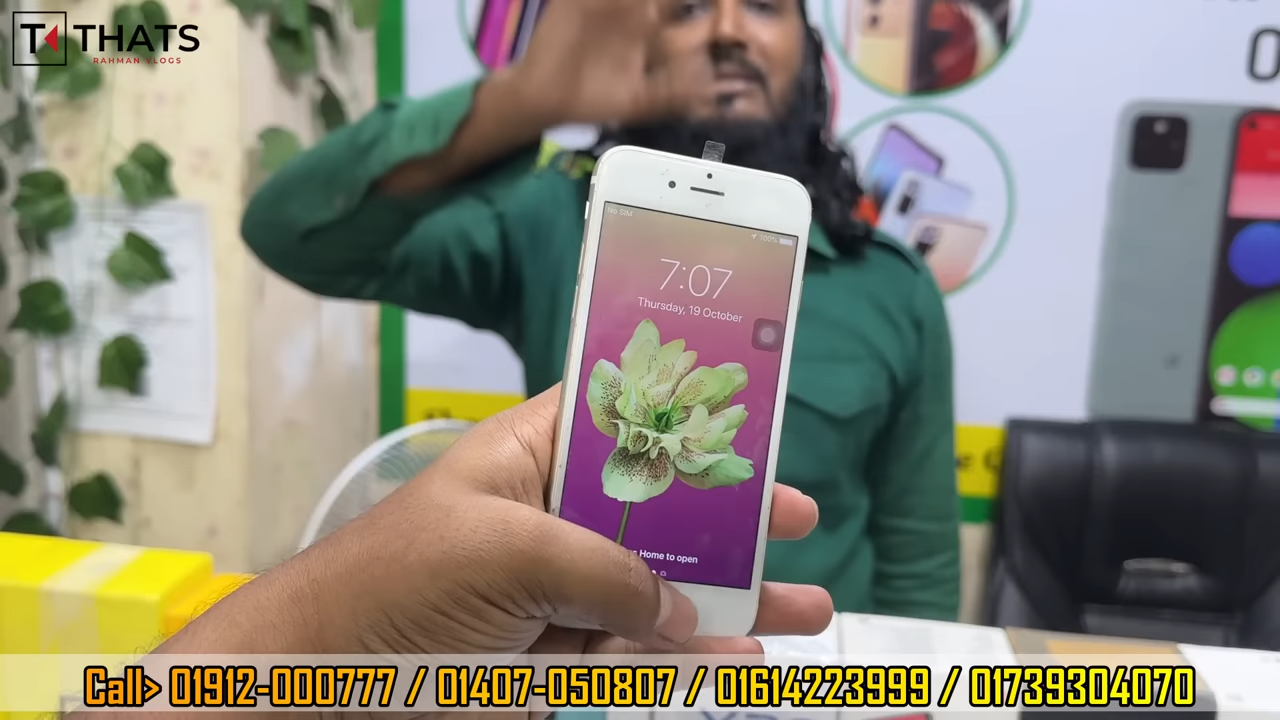 THATS
RAHMAN VLOGS
No SIM
100%
7:07
Thursday, 19 October
Home to open
Call> 01912-000777 / 01407-050807 / 01614223999 / 01739304070